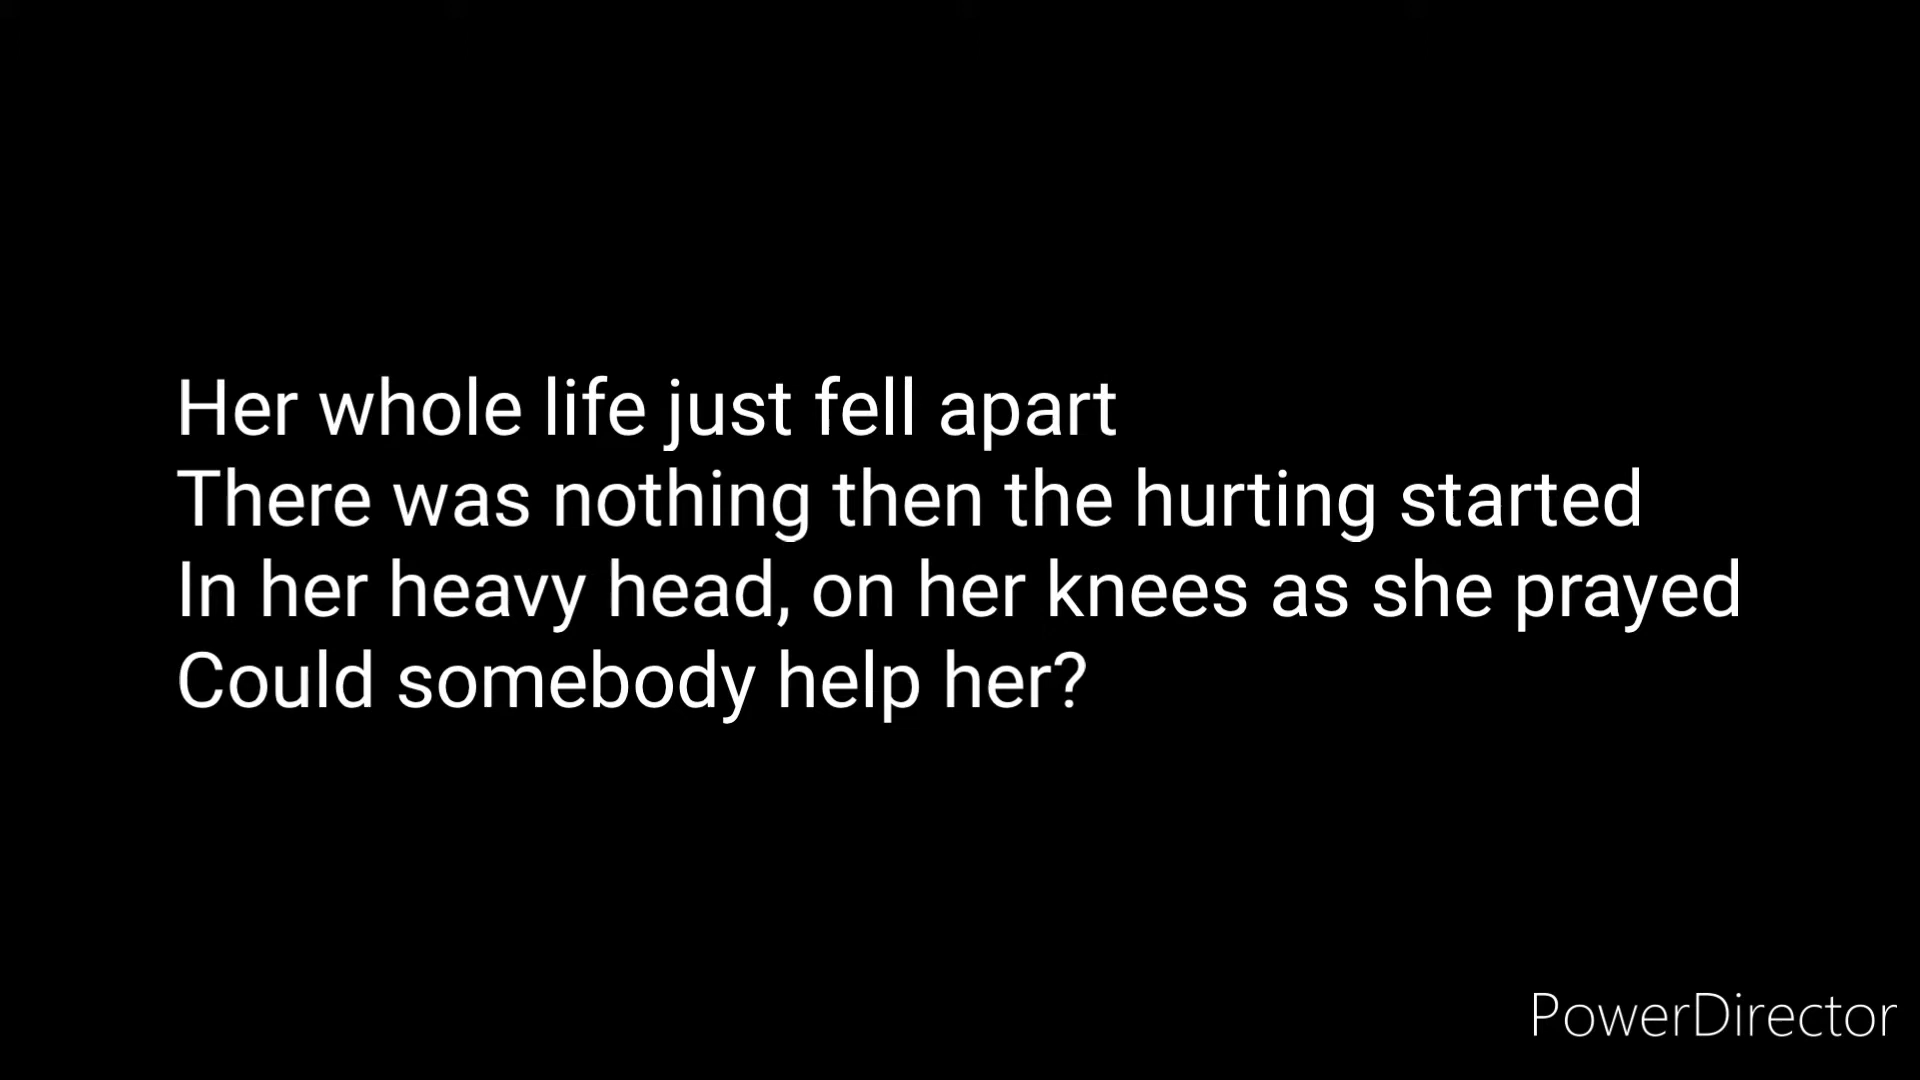 Her whole life just fell apart
There was nothing then the hurting started
In her heavy head, on her knees as she prayed
Could somebody help her?
PowerDirector